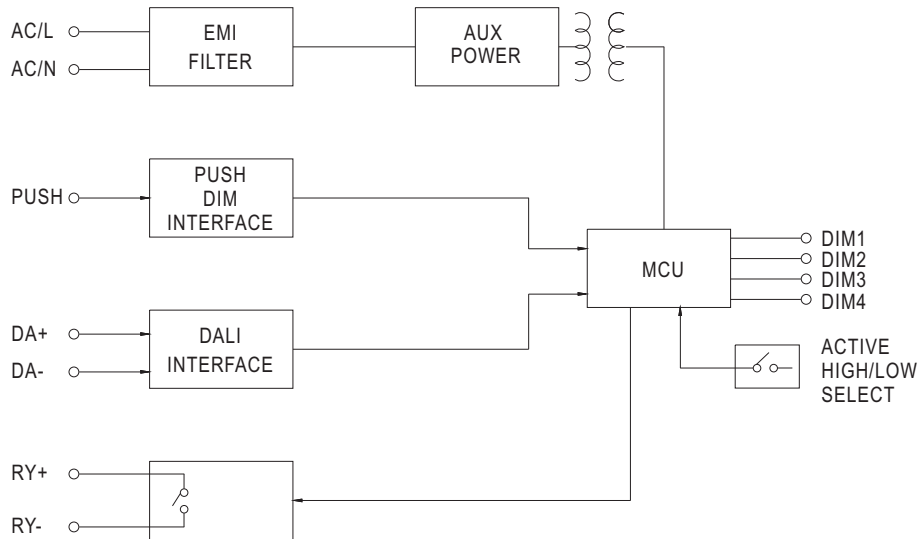 AC/L
AC/N
EMI
FILTER
AUX
POWER
PUSH
PUSH
DIM
INTERFACE
MCU
DIM1
DIM2
DIM3
DIM4
DA+
DA-
DALI
INTERFACE
ACTIVE
HIGH/LOW
SELECT
RY+
RY-